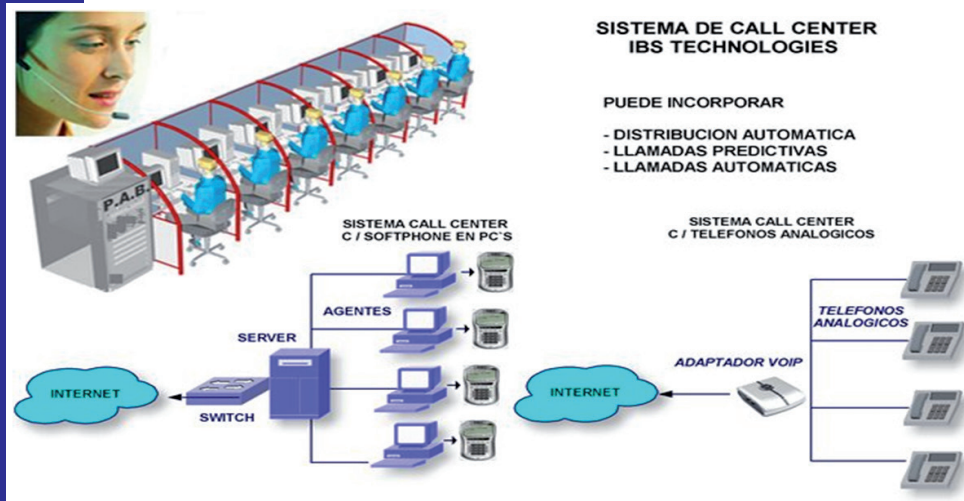 SISTEMA DE CALL CENTER
IBS TECHNOLOGIES
PUEDE INCORPORAR
- DISTRIBUCION AUTOMATICA
- LLAMADAS PREDICTIVAS
- LLAMADAS AUTOMATICAS
P.A.B.
SISTEMA CALL CENTER
C / SOFTPHONE EN PC`S
AGENTES
SERVER
INTERNET
SWITCH
SISTEMA CALL CENTER
C / TELEFONOS ANALOGICOS
TELEFONOS
ANALOGICOS
ADAPTADOR VOIP
INTERNET